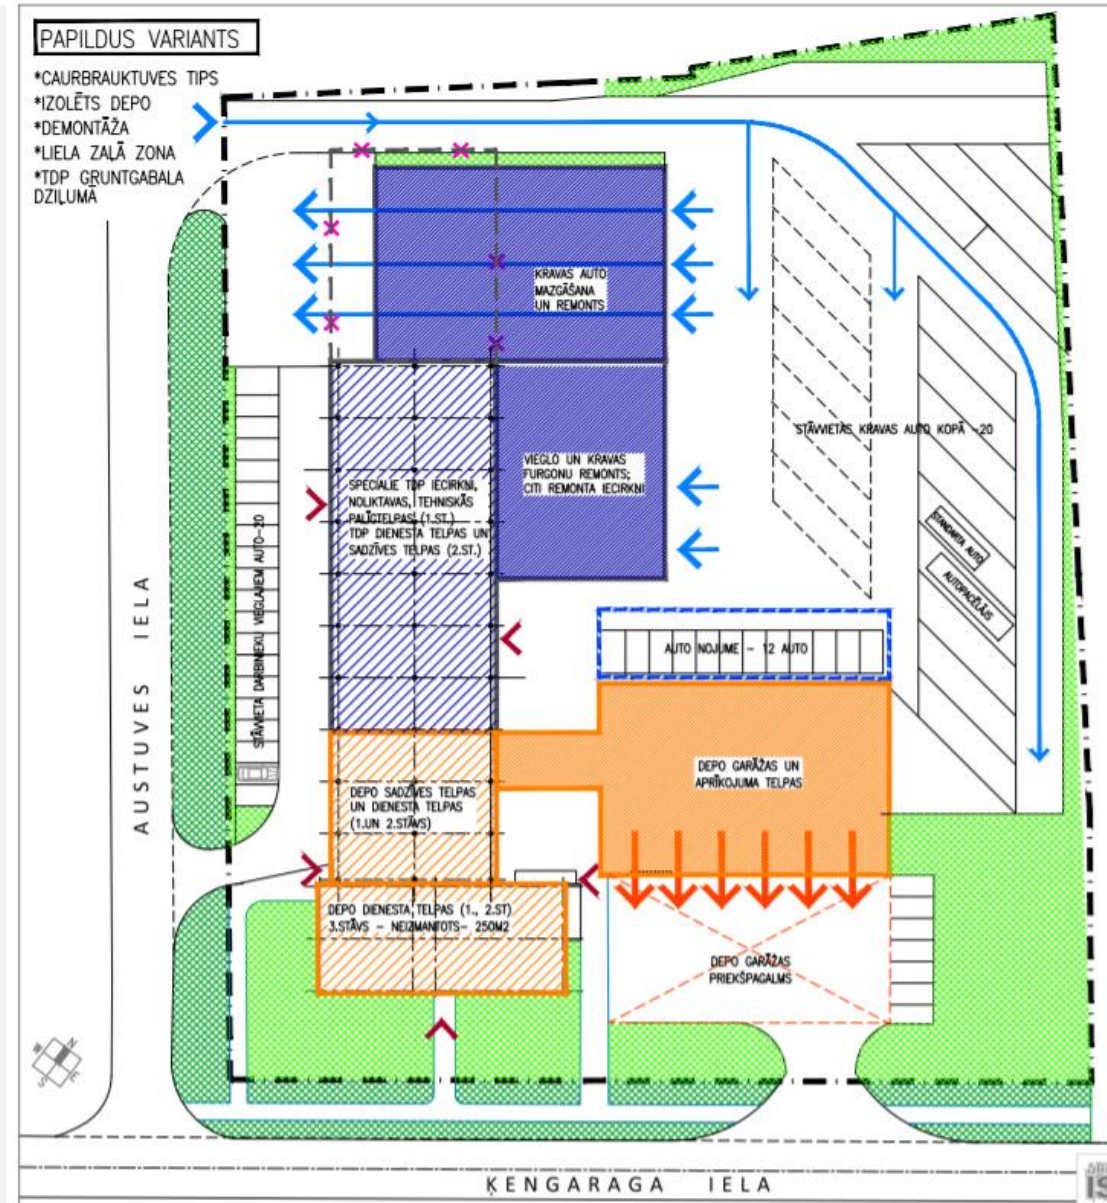 PAPILDUS VARIANTS
*CAURBRAUKTUVES TIPS
*IZOLĒTS DEPO
*DEMONTĀŽA
*LIELA ZAĻĀ ZONA
*TDP GRUNTGABALA
DZIĻUMĀ
KRAVAS AUTO
MAZGĀŠANA
UN REMONTS
STĀVVIETAS KRAVAS AUTO KOPĀ -20
VIEGLO UN KRAVAS
FURGONU REMONTS;
CITI REMONTA IECIRKŅI
SPECIĀLIE TDP IECIRKŅI,
NOLIKTAVAS, TEHNISKĀS
PALĪGTELPAS (1.ST.)
TDP DIENESTA TELPAS UN
SADZĪVES TELPAS (2.ST.)
STANDARTA AUTO
AUTOPACĒLĀJS
STĀVVIETA DARBINIEKU VIEGLAJIEM AUTO-20
AUSTUVES IELA
AUTO NOJUME - 12 AUTO
DEPO GARĀŽAS UN
APRĪKOJUMA TELPAS
DEPO SADZĪVES TELPAS
UN DIENESTA TELPAS
(1.UN 2.STĀVS)
DEPO DIENESTA TELPAS (1., 2.ST)
3.STĀVS - NEIZMANTOTS- 250M2
DEPO GARĀŽAS
PRIEKŠPAGALMS
W N
S E
ĶENGARAGA IELA